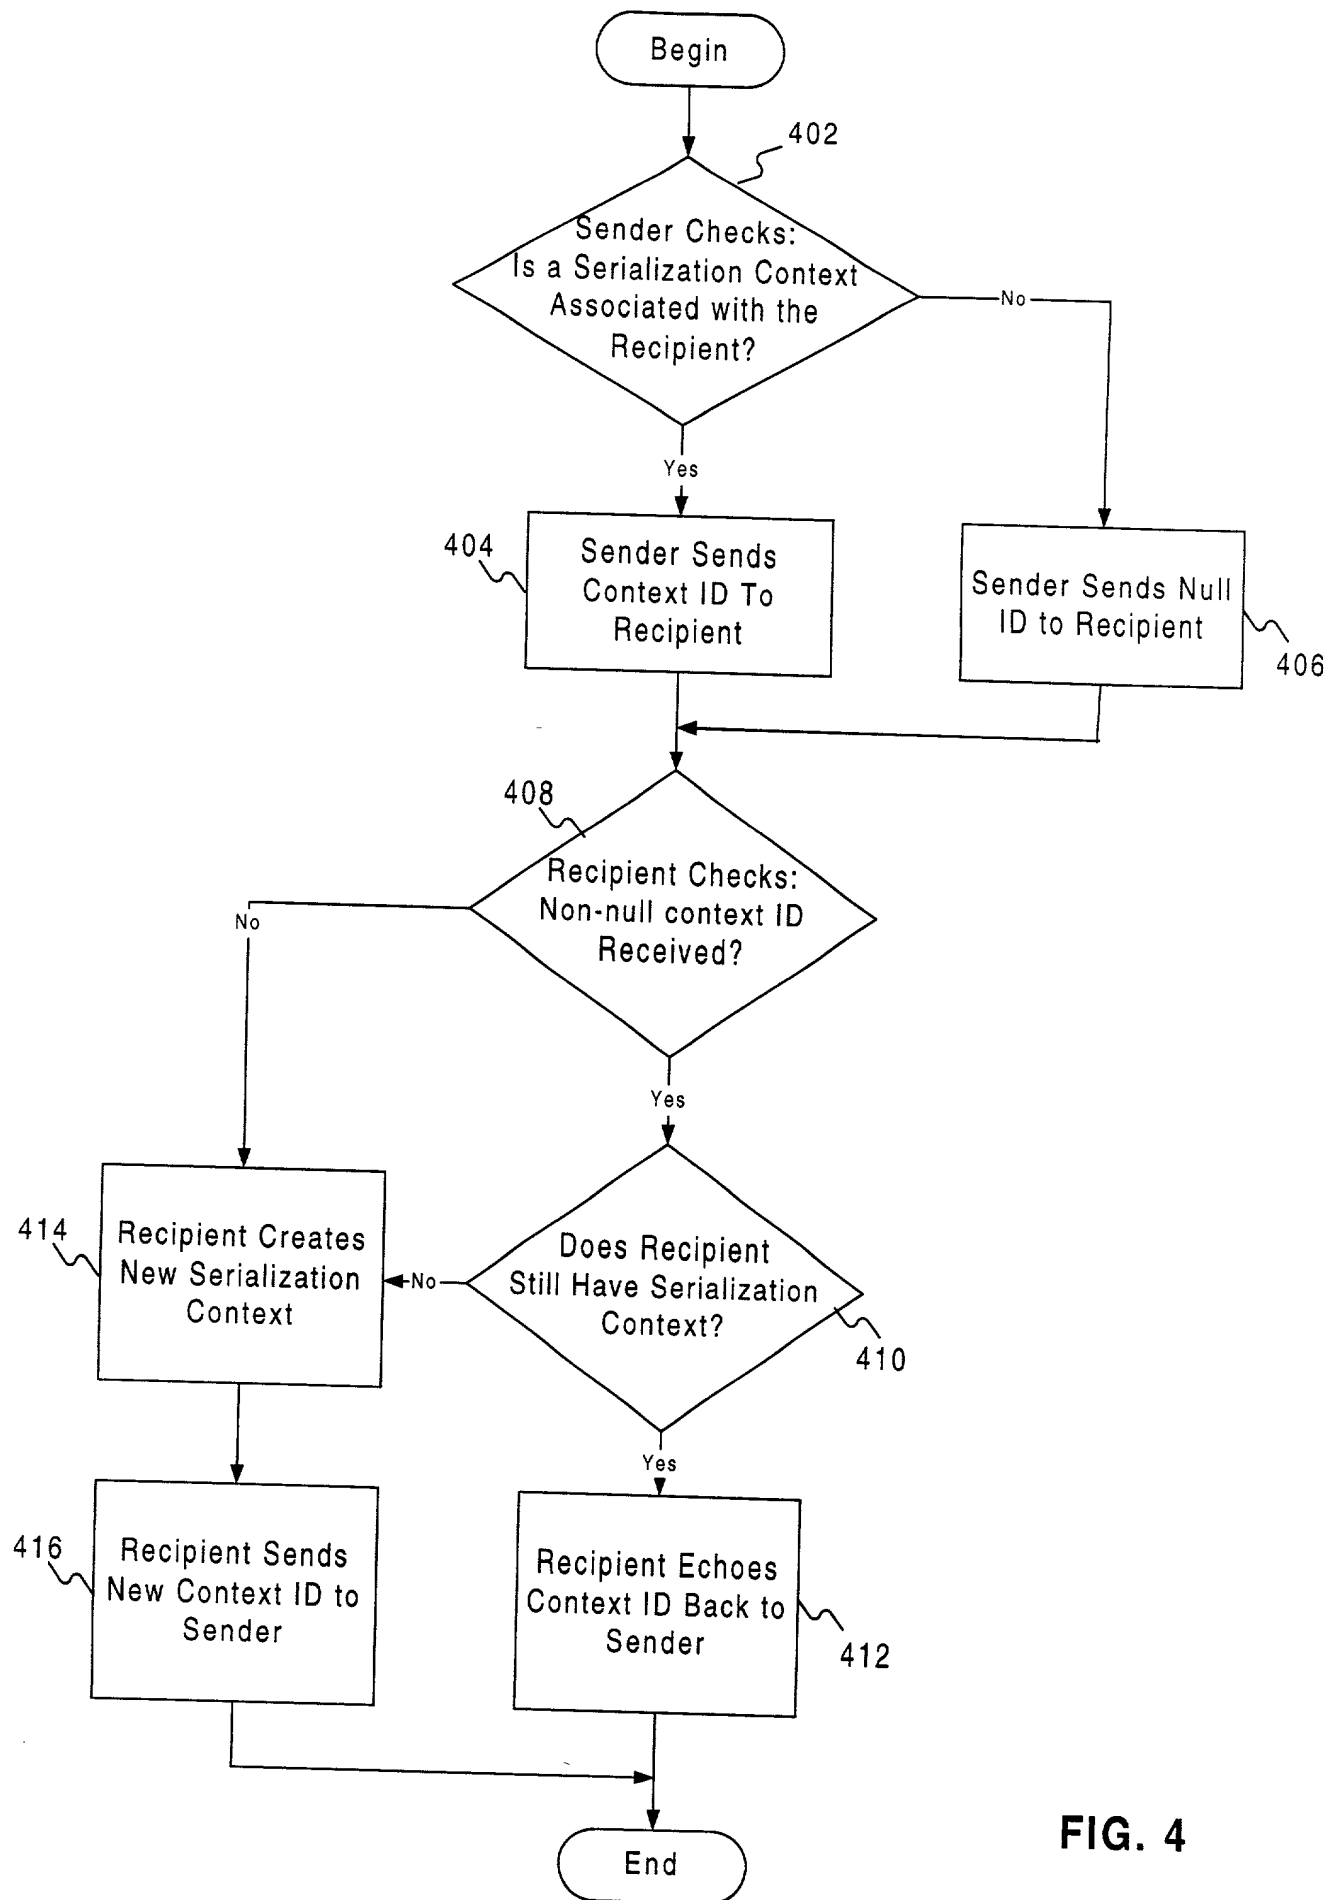 Begin
402
Sender Checks:
Is a Serialization Context
Associated with the
Recipient?
No
Yes
404
Sender Sends
Context ID To
Recipient
Sender Sends Null
ID to Recipient
406
408
Recipient Checks:
Non-null context ID
Received?
No
Yes
414
Recipient Creates
New Serialization
Context
No
Does Recipient
Still Have Serialization
Context?
410
Yes
416
Recipient Sends
New Context ID to
Sender
Recipient Echoes
Context ID Back to
Sender
412
End
FIG. 4